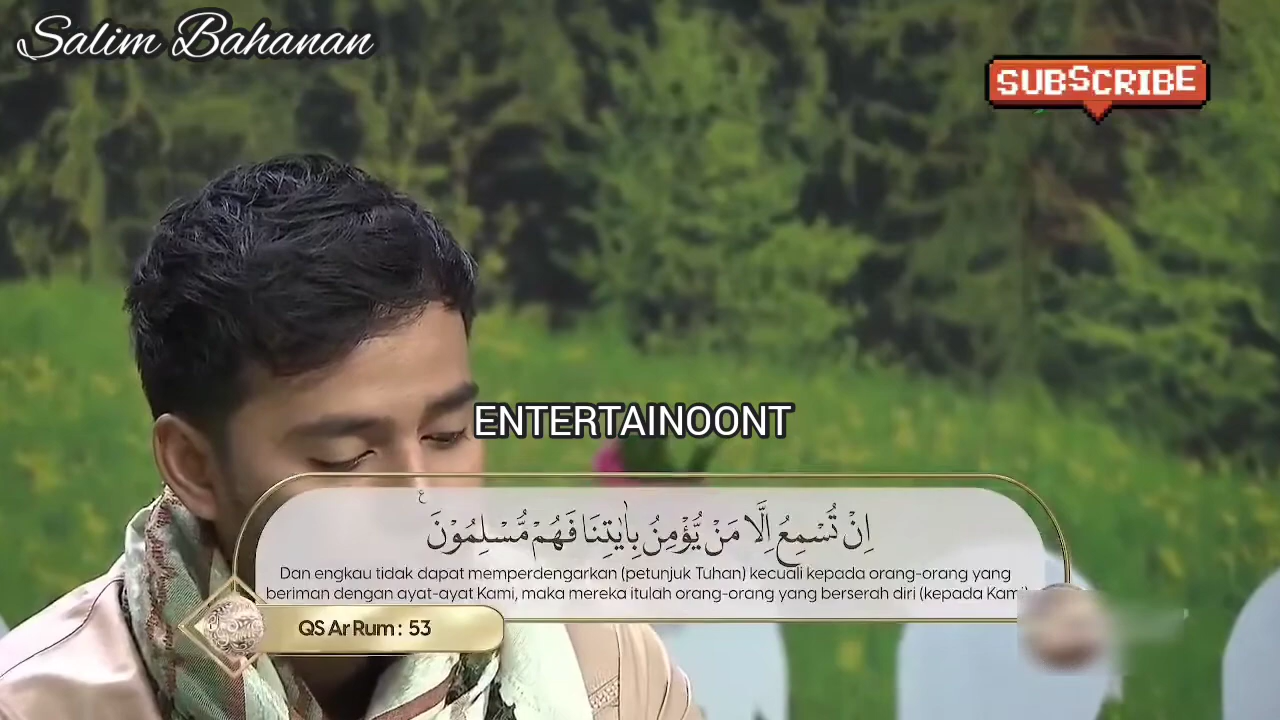 Salim Bahanan
SUBSCRIBE
ENTERTAINOONT
اِنْ تُسْمِعُ اِلَّا مَنْ يُّؤْمِنُ بِاٰيٰتِنَا فَهُمْ مُّسْلِمُوْنَ ࣖ
Dan engkau tidak dapat memperdengarkan (petunjuk Tuhan) kecuali kepada orang-orang yang
beriman dengan ayat-ayat Kami, maka mereka itulah orang-orang yang berserah diri (kepada Kami).
QS Ar Rum : 53